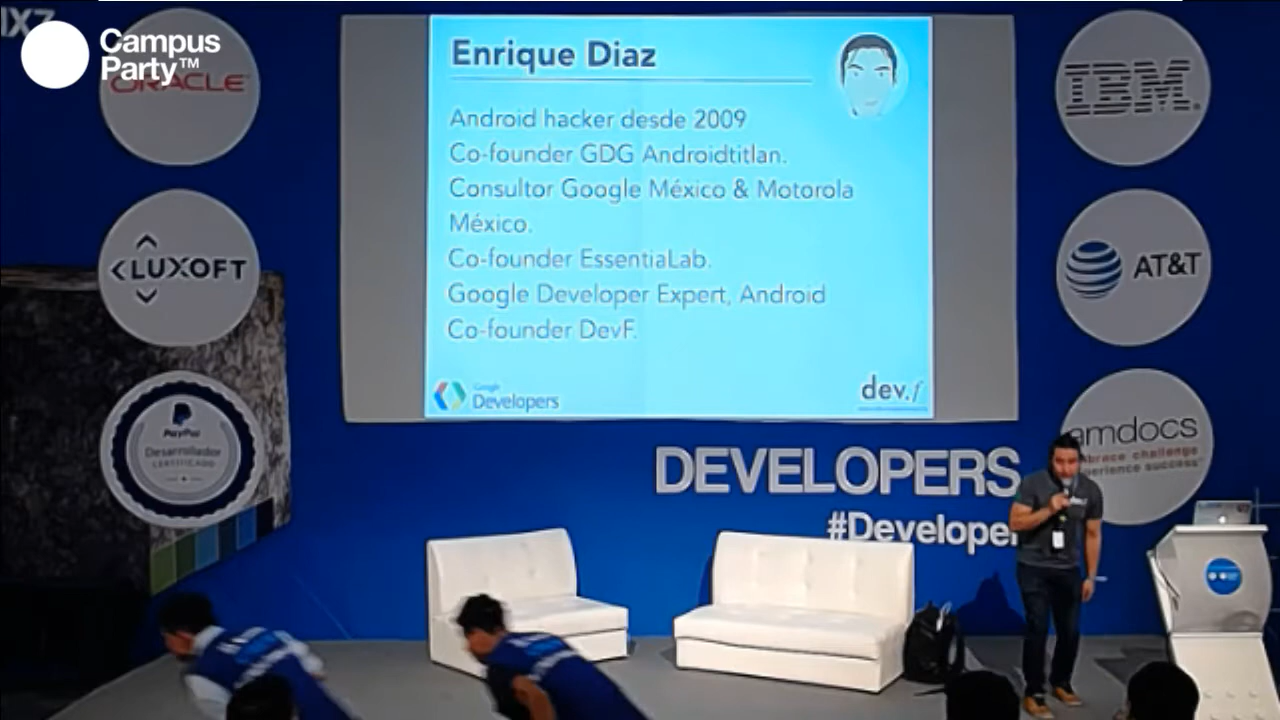 Campus
Party™
ORACLE
LUXOFT
PayPal
Desarrollador
CERTIFICADO
Enrique Diaz
Android hacker desde 2009
Co-founder GDG Androidtitlan.
Consultor Google México & Motorola
México.
Co-founder EssentiaLab.
Google Developer Expert, Android
Co-founder DevF.
Google
Developers
dev.f
IBM
AT&T
amdocs
DEVELOPERS
#Developer